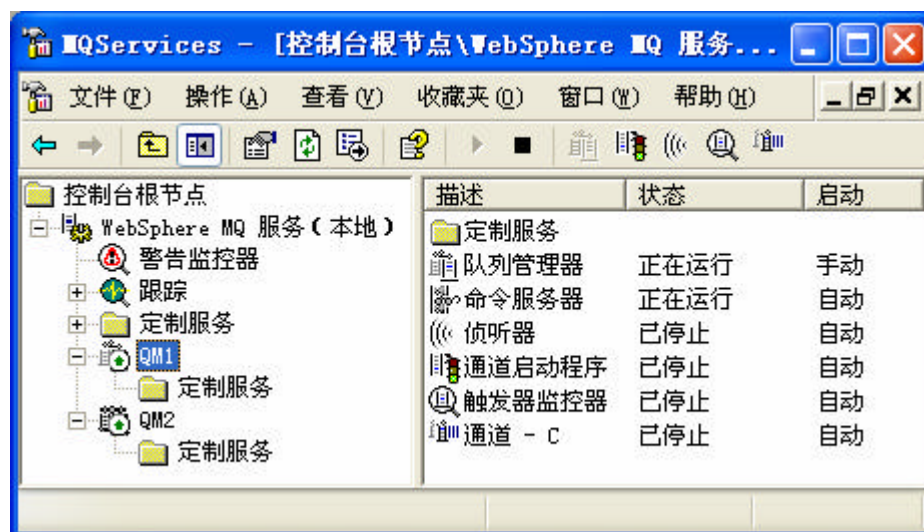 MQServices - [控制台根节点\WebSphere MQ 服务...
文件(F) 操作(A) 查看(V) 收藏夹(O) 窗口(W) 帮助(H)
控制台根节点
WebSphere MQ 服务(本地)
警告监控器
跟踪
定制服务
QM1
定制服务
QM2
定制服务
描述 状态 启动
定制服务
队列管理器 正在运行 手动
命令服务器 正在运行 自动
侦听器 已停止 自动
通道启动程序 已停止 自动
触发器监控器 已停止 自动
通道 - C 已停止 自动